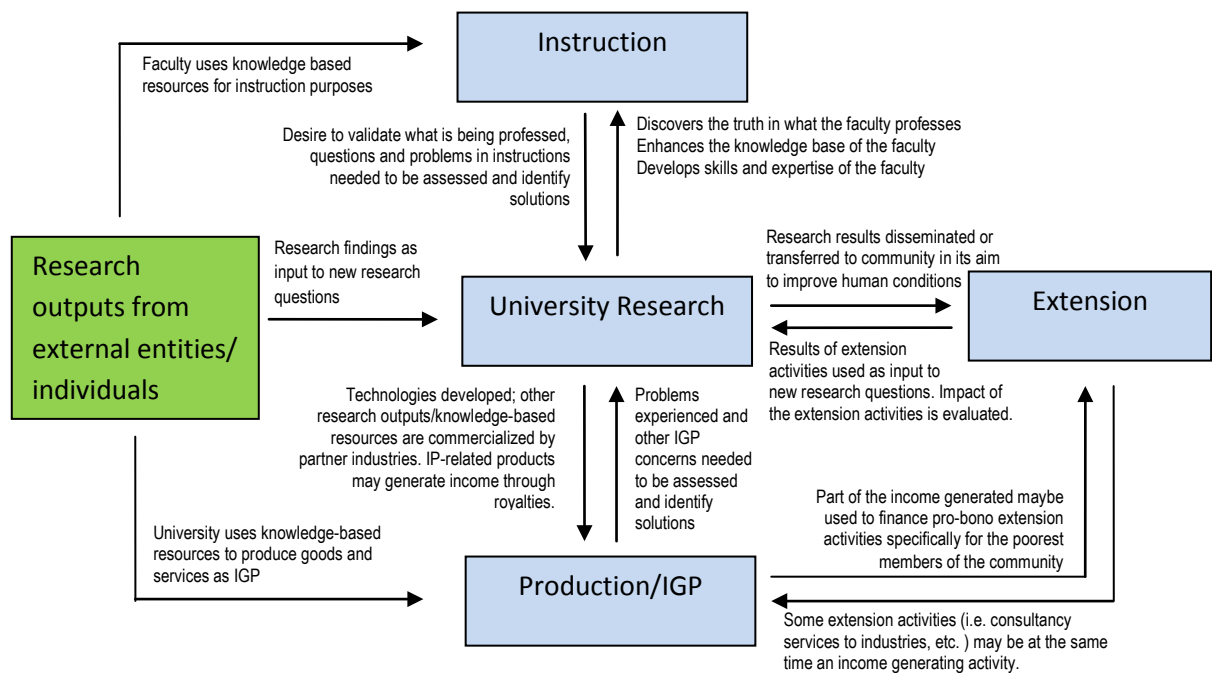 Instruction
Faculty uses knowledge based
resources for instruction purposes
Desire to validate what is being professed,
questions and problems in instructions
needed to be assessed and identify
solutions
Discovers the truth in what the faculty professes
Enhances the knowledge base of the faculty
Develops skills and expertise of the faculty
Research
outputs from
external entities/
individuals
Research findings as
input to new research
questions
University Research
Research results disseminated or
transferred to community in its aim
to improve human conditions
Extension
Results of extension
activities used as input to
new research questions. Impact of
the extension activities is evaluated.
Technologies developed; other
research outputs/knowledge-based
resources are commercialized by
partner industries. IP-related products
may generate income through
royalties.
Problems
experienced and
other IGP
concerns needed
to be assessed
and identify
solutions
Part of the income generated maybe
used to finance pro-bono extension
activities specifically for the poorest
members of the community
University uses knowledge-based
resources to produce goods and
services as IGP
Production/IGP
Some extension activities (i.e. consultancy
services to industries, etc. ) may be at the same
time an income generating activity.